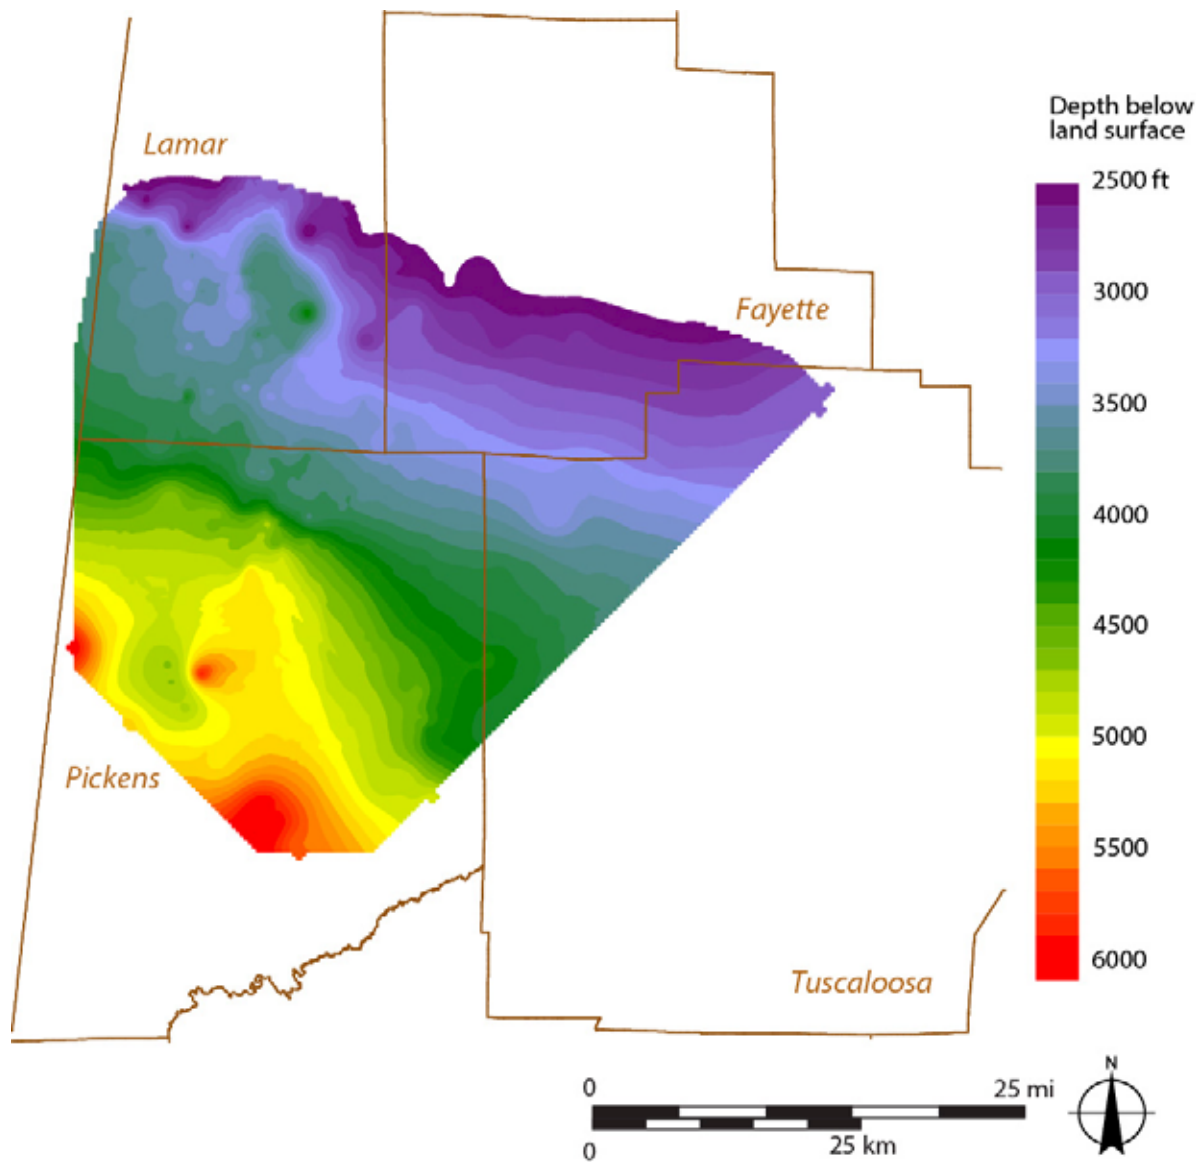 Depth below
land surface
Lamar
2500 ft
3000
Fayette
3500
4000
4500
5000
Pickens
5500
6000
Tuscaloosa
N
0
25 mi
0
25 km